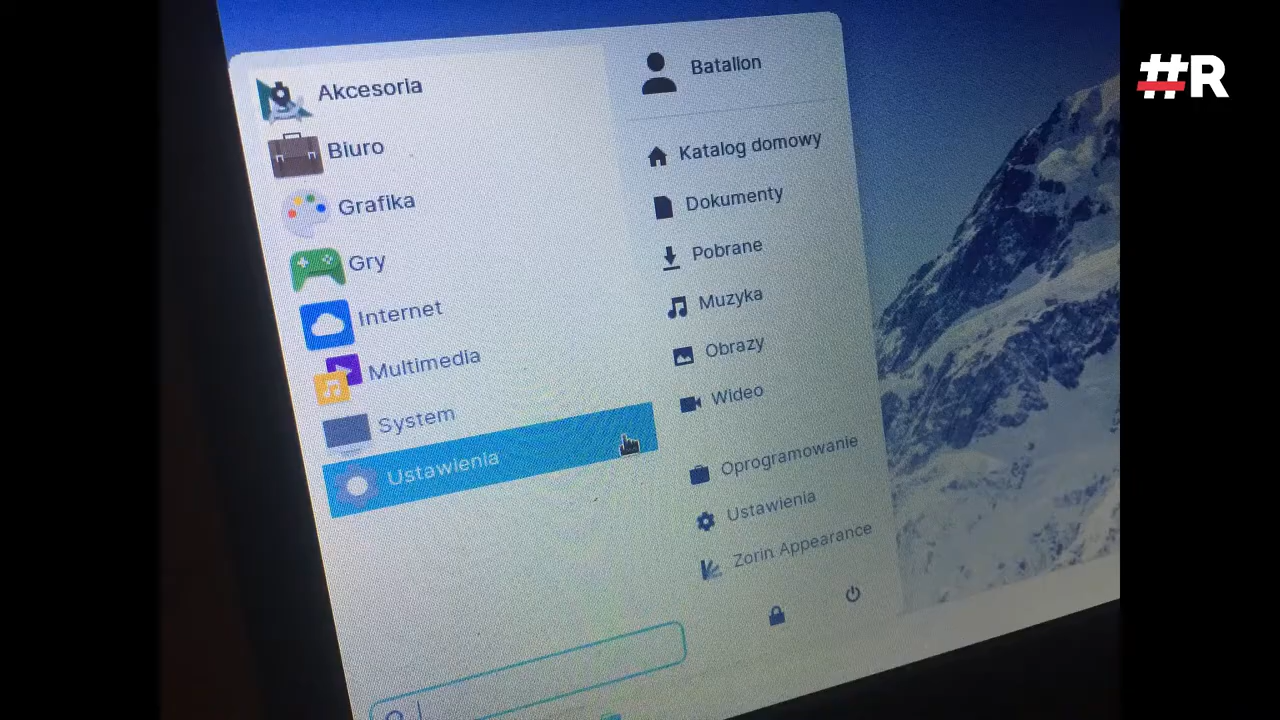 #R
Akcesoria
Biuro
Grafika
Gry
Internet
Multimedia
System
Ustawienia
Batalion
Katalog domowy
Dokumenty
Pobrane
Muzyka
Obrazy
Wideo
Oprogramowanie
Ustawienia
Zorin Appearance